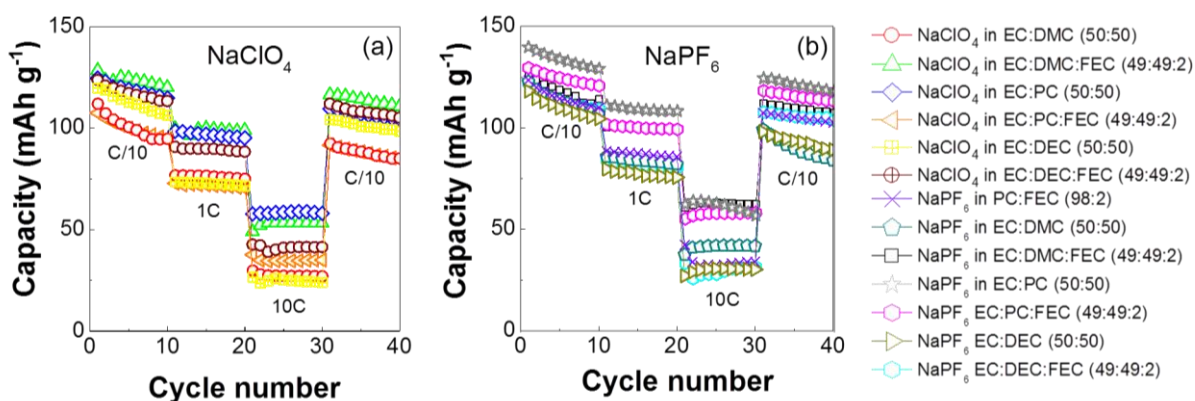 150
100
50
0
Capacity (mAh g⁻¹)
NaClO₄
(a)
C/10
1C
10C
C/10
0
10
20
30
40
Cycle number
150
100
50
0
Capacity (mAh g⁻¹)
NaPF₆
(b)
C/10
1C
10C
C/10
0
10
20
30
40
Cycle number
NaClO₄ in EC:DMC (50:50)
NaClO₄ in EC:DMC:FEC (49:49:2)
NaClO₄ in EC:PC (50:50)
NaClO₄ in EC:PC:FEC (49:49:2)
NaClO₄ in EC:DEC (50:50)
NaClO₄ in EC:DEC:FEC (49:49:2)
NaPF₆ in PC:FEC (98:2)
NaPF₆ in EC:DMC (50:50)
NaPF₆ in EC:DMC:FEC (49:49:2)
NaPF₆ in EC:PC (50:50)
NaPF₆ EC:PC:FEC (49:49:2)
NaPF₆ EC:DEC (50:50)
NaPF₆ EC:DEC:FEC (49:49:2)